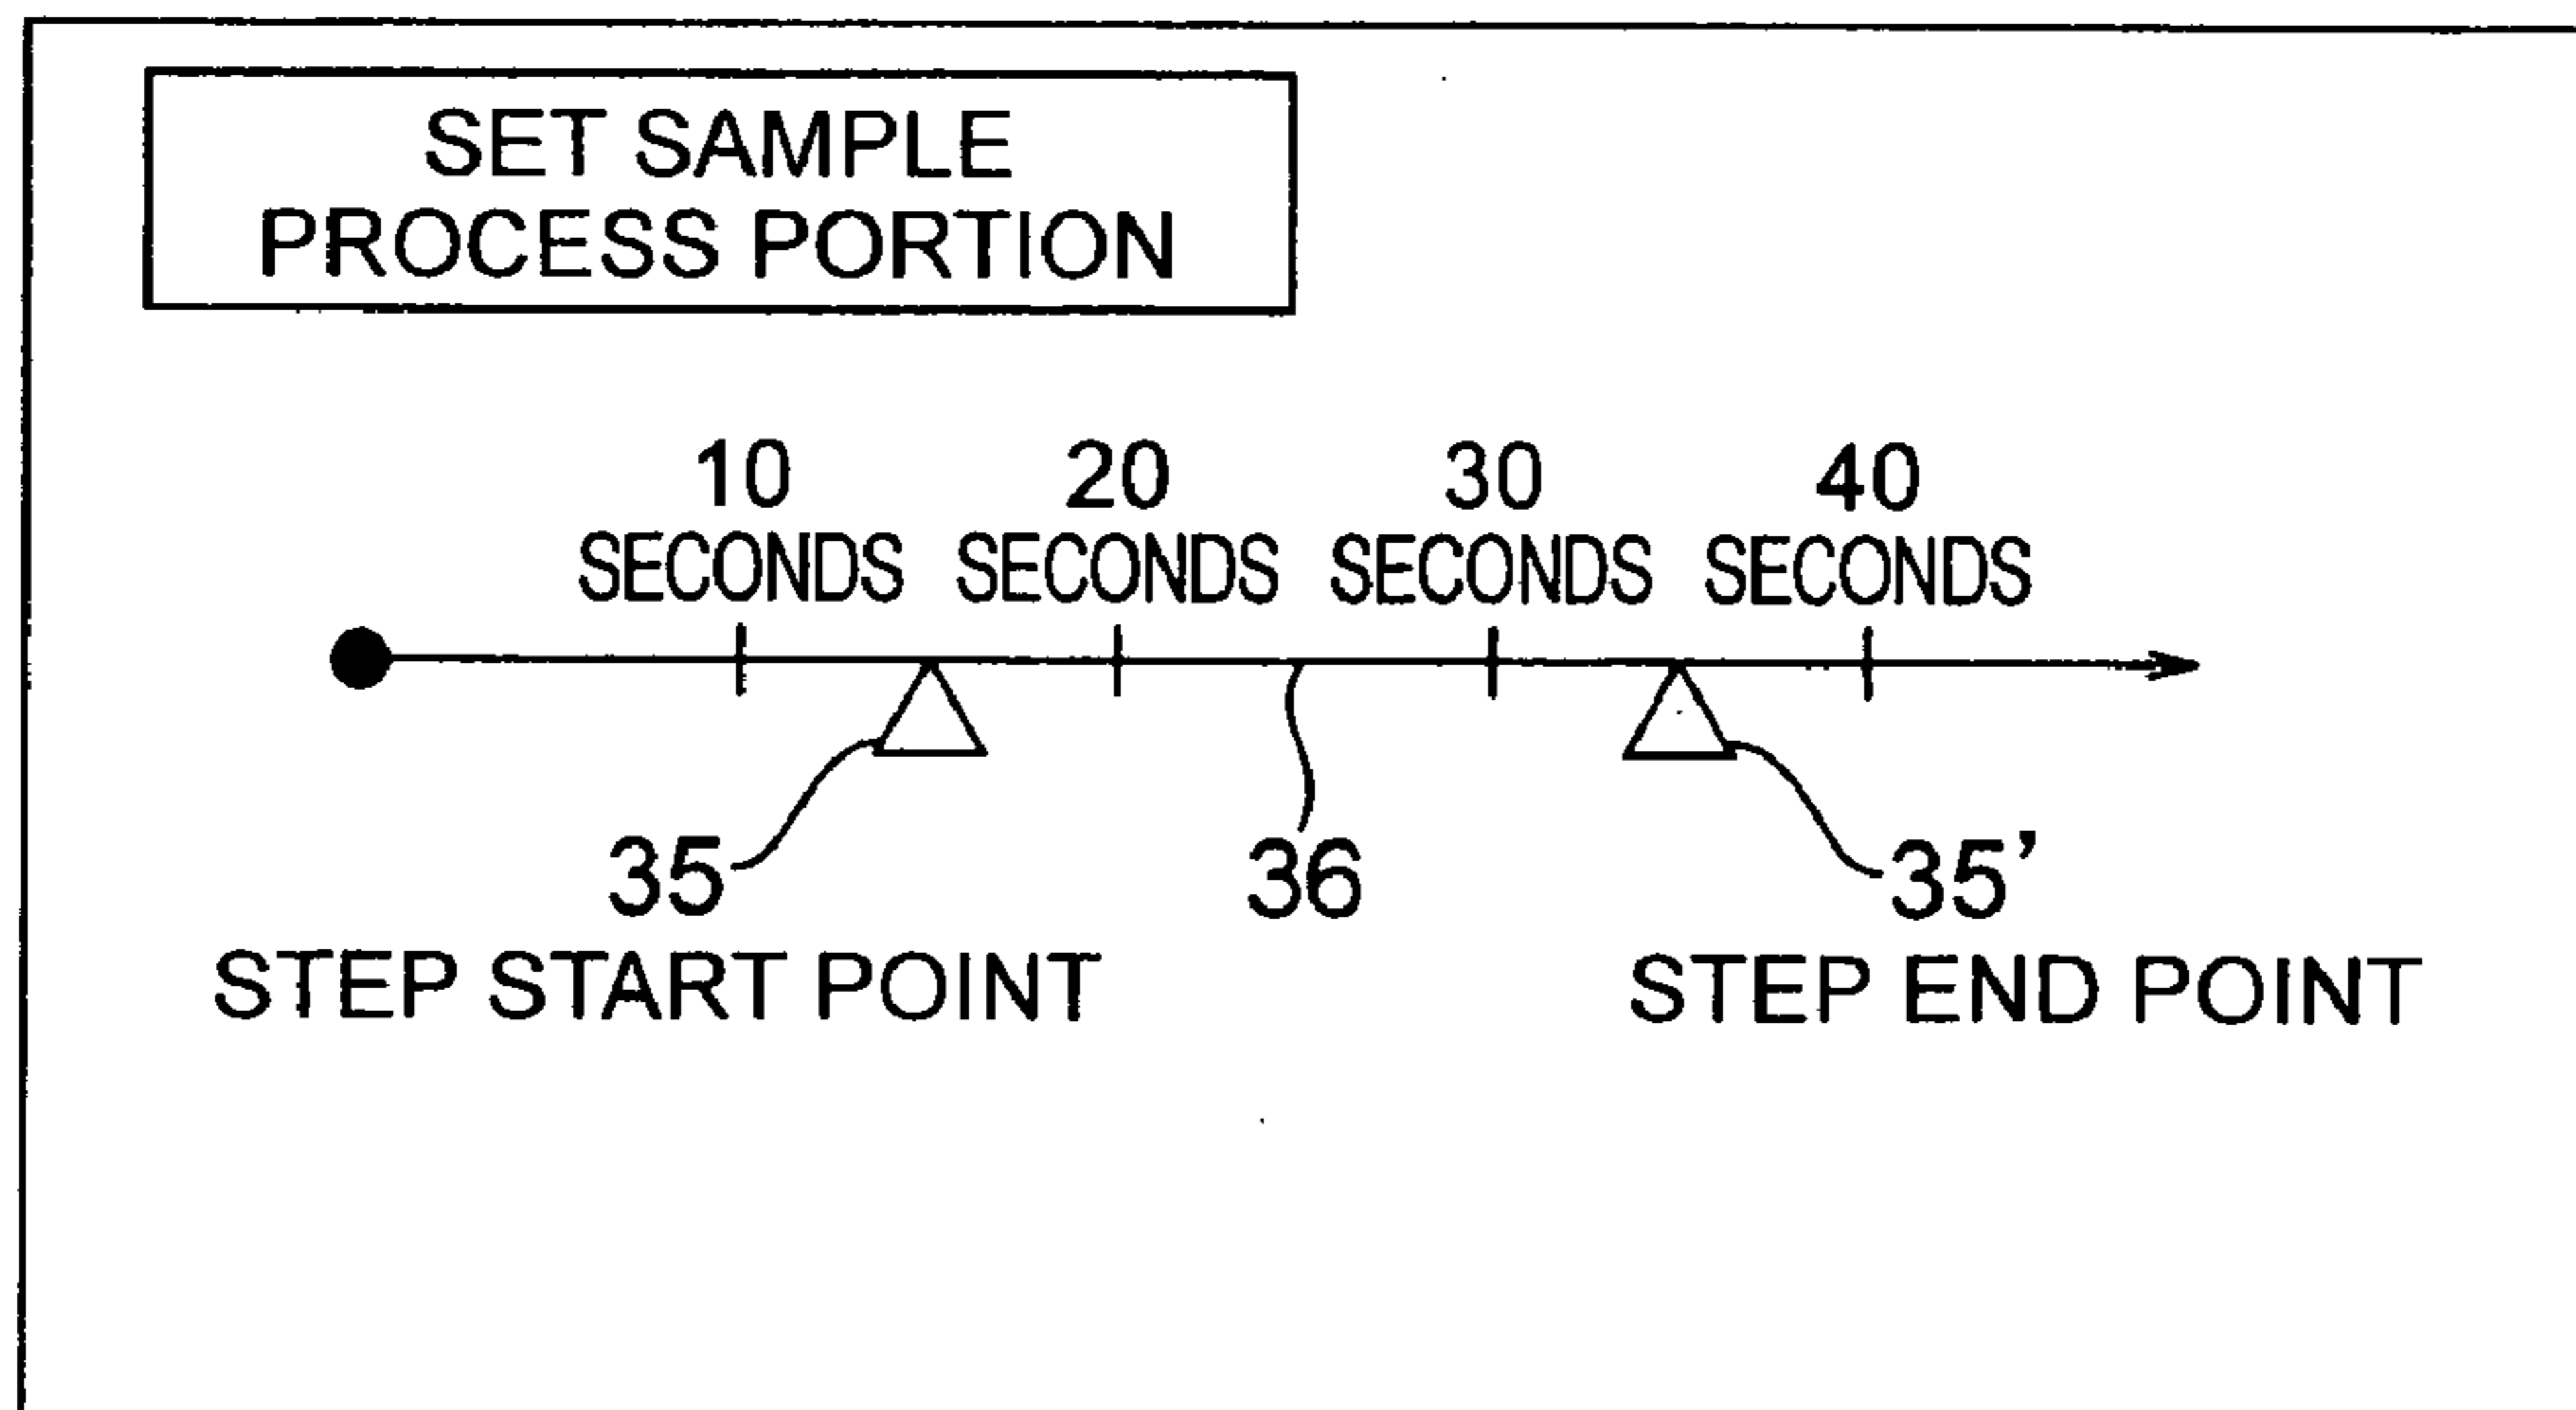 SET SAMPLE
PROCESS PORTION
10 20 30 40
SECONDS SECONDS SECONDS SECONDS
35 36 35'
STEP START POINT STEP END POINT